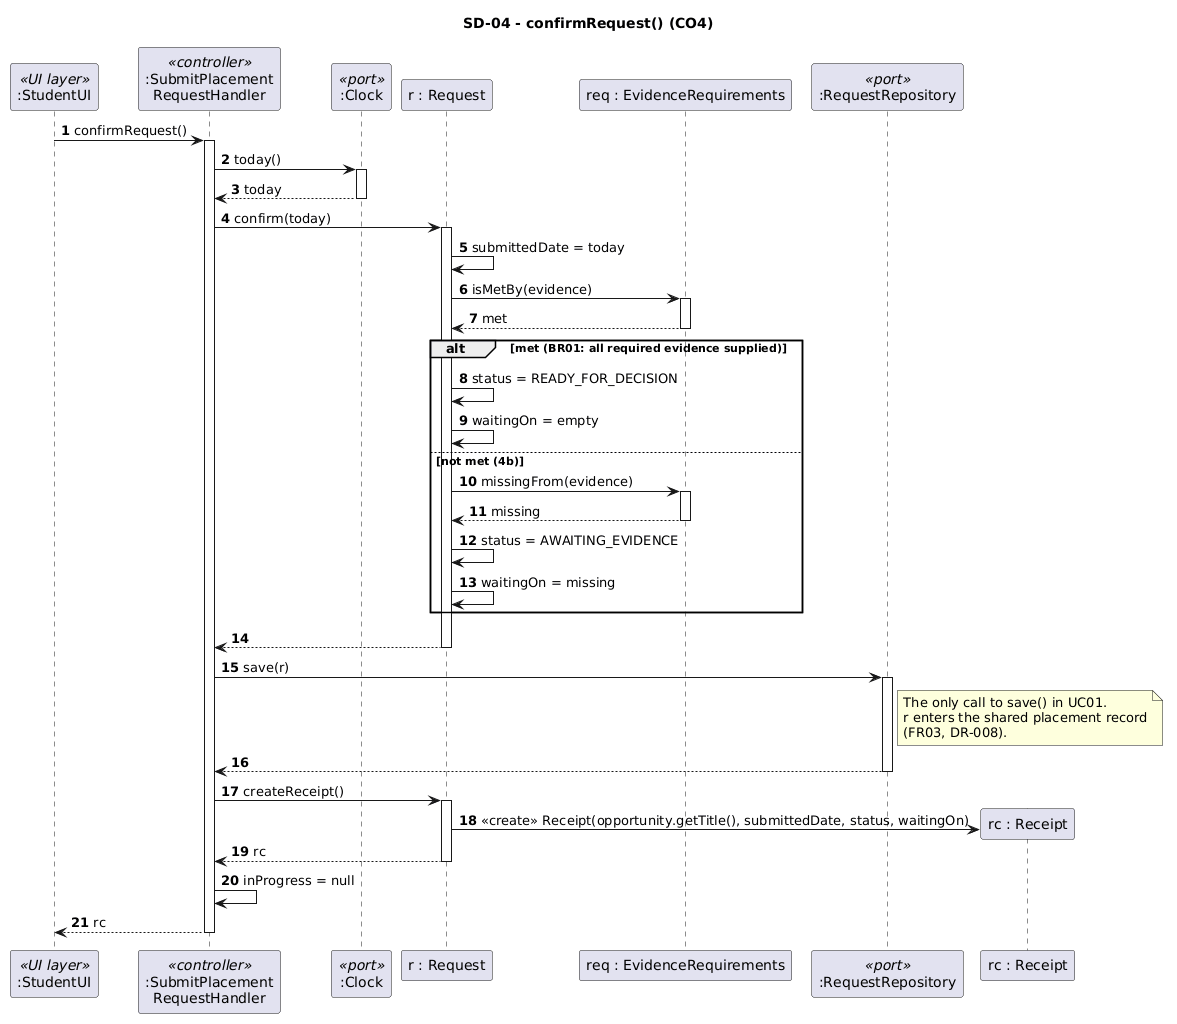 SD-04 - confirmRequest() (CO4)
«UI layer»
:StudentUI
«controller»
:SubmitPlacement
RequestHandler
«port»
:Clock
r : Request
req : EvidenceRequirements
«port»
:RequestRepository
1 confirmRequest()
2 today()
3 today
4 confirm(today)
5 submittedDate = today
6 isMetBy(evidence)
7 met
alt [met (BR01: all required evidence supplied)]
8 status = READY_FOR_DECISION
9 waitingOn = empty
[not met (4b)]
10 missingFrom(evidence)
11 missing
12 status = AWAITING_EVIDENCE
13 waitingOn = missing
14
15 save(r)
The only call to save() in UC01.
r enters the shared placement record
(FR03, DR-008).
16
17 createReceipt()
18 «create» Receipt(opportunity.getTitle(), submittedDate, status, waitingOn)
rc : Receipt
19 rc
20 inProgress = null
21 rc
«UI layer»
:StudentUI
«controller»
:SubmitPlacement
RequestHandler
«port»
:Clock
r : Request
req : EvidenceRequirements
«port»
:RequestRepository
rc : Receipt